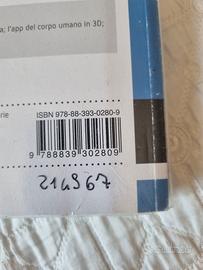 a; l'app del corpo umano in 3D;
rie
ISBN 978-88-393-0280-9
9 788839 302809
214967